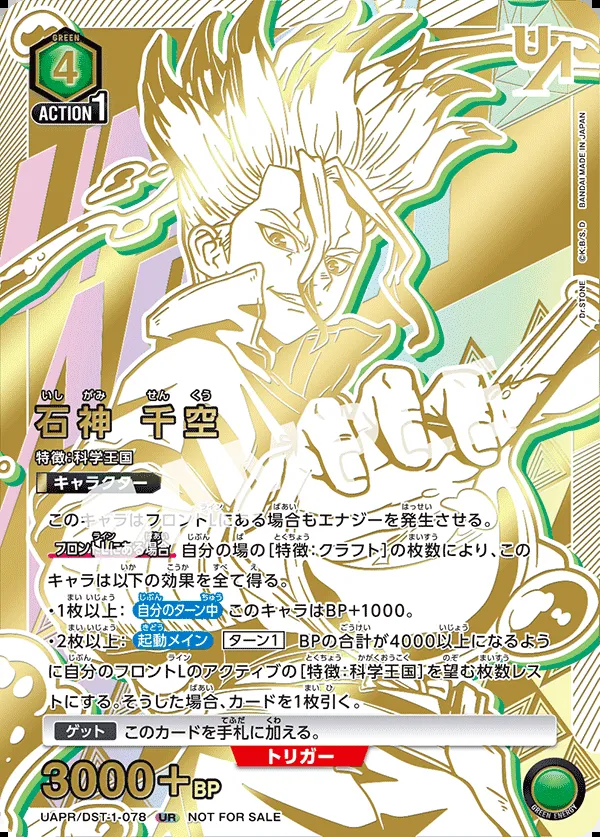 GREEN
4
ACTION1
UA
BANDAI MADE IN JAPAN
©K.B/S, D
Dr.STONE
いし がみ せん くう
石神 千空
特徴:科学王国
キャラクター
このキャラはフロントLにある場合もエナジーを発生させる。
フロントLにある場合 自分の場の[特徴:クラフト]の枚数により、この
キャラは以下の効果を全て得る。
・1枚以上: 自分のターン中 このキャラはBP+1000。
・2枚以上: 起動メイン ターン1 BPの合計が4000以上になるよう
に自分のフロントLのアクティブの[特徴:科学王国]を望む枚数レス
トにする。そうした場合、カードを1枚引く。
ゲット このカードを手札に加える。
トリガー
3000+BP
GREEN ENERGY
UAPR/DST-1-078 UR NOT FOR SALE